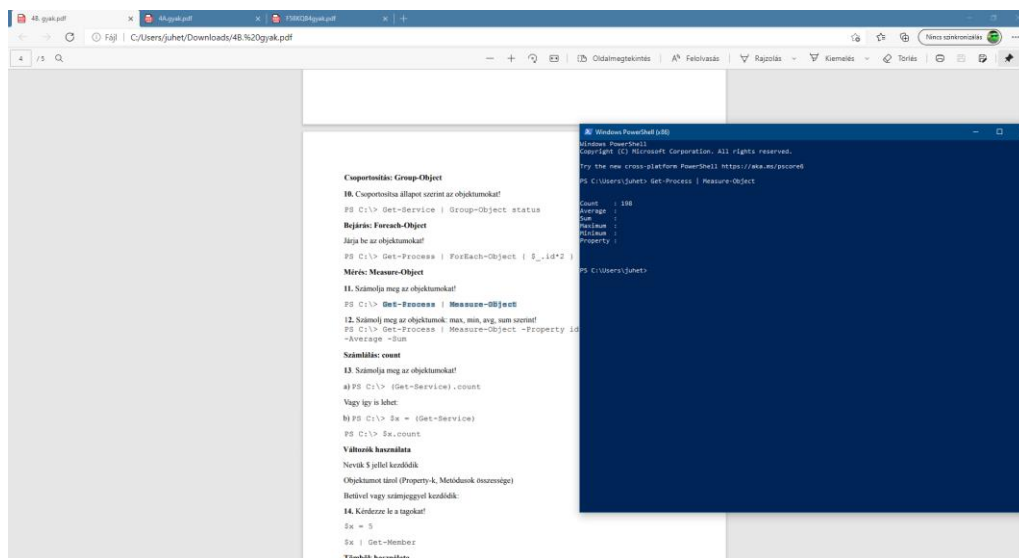 4B. gyak.pdf
4A.gyak.pdf
F5BXQ84gyak.pdf
Fájl
C:/Users/juhet/Downloads/4B.%20gyak.pdf
Nincs szinkronizálás
4 /5
Oldalmegtekintés
Felolvasás
Rajzolás
Kiemelés
Törlés
Csoportosítás: Group-Object
10. Csoportosítsa állapot szerint az objektumokat!
PS C:\> Get-Service | Group-Object status
Bejárás: Foreach-Object
Járja be az objektumokat!
PS C:\> Get-Process | ForEach-Object { $_.id*2 }
Mérés: Measure-Object
11. Számolja meg az objektumokat!
PS C:\> Get-Process | Measure-Object
12. Számolj meg az objektumok: max, min, avg, sum szerint!
PS C:\> Get-Process | Measure-Object -Property id
-Average -Sum
Számlálás: count
13. Számolja meg az objektumokat!
a) PS C:\> (Get-Service).count
Vagy így is lehet:
b) PS C:\> $x = (Get-Service)
PS C:\> $x.count
Változók használata
Nevük $ jellel kezdődik
Objektumot tárol (Property-k, Metódusok összessége)
Betűvel vagy számjeggyel kezdődik:
14. Kérdezze le a tagokat!
$x = 5
$x | Get-Member
Tömbök használata
Windows PowerShell (x86)
Windows PowerShell
Copyright (C) Microsoft Corporation. All rights reserved.
Try the new cross-platform PowerShell https://aka.ms/pscore6
PS C:\Users\juhet> Get-Process | Measure-Object
Count : 198
Average :
Sum :
Maximum :
Minimum :
Property :
PS C:\Users\juhet>